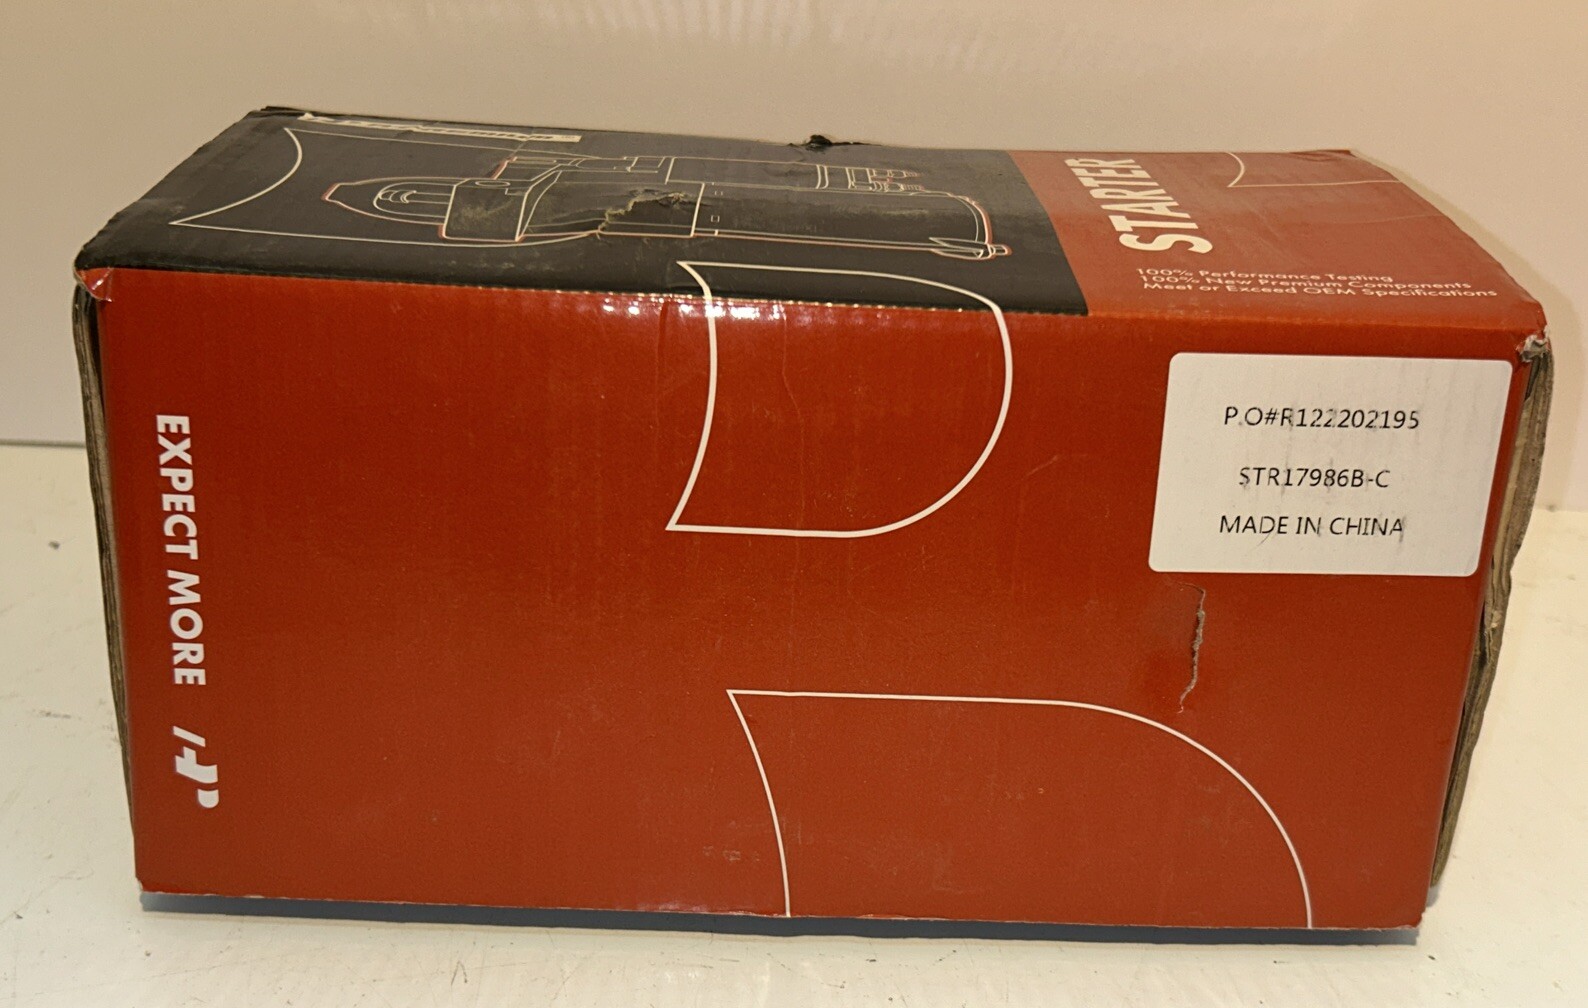 STARTER
100% Performance Testing
100% New Premium Components
Meet or Exceed OEM Specifications
P.O#R122202195
STR17986B-C
MADE IN CHINA
EXPECT MORE